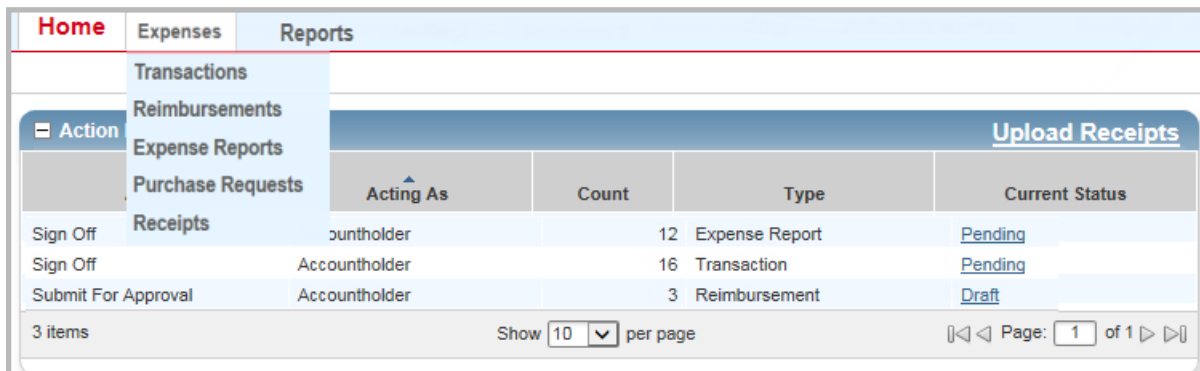 Home Expenses Reports
Transactions
Reimbursements
Action Upload Receipts
Expense Reports
Purchase Requests
Acting As Count Type Current Status
Receipts
Sign Off ountholder 12 Expense Report Pending
Sign Off Accountholder 16 Transaction Pending
Submit For Approval Accountholder 3 Reimbursement Draft
3 items Show 10 per page Page: 1 of 1